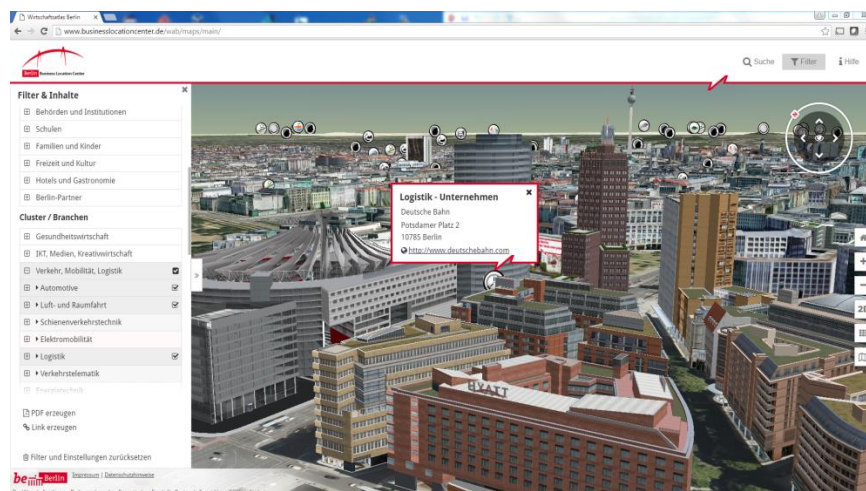 Wirtschaftsatlas Berlin
www.businesslocationcenter.de/wab/maps/main/
Berlin Business Location Center
Suche Filter Hilfe
Filter & Inhalte
Behörden und Institutionen
Schulen
Familien und Kinder
Freizeit und Kultur
Hotels und Gastronomie
Berlin-Partner
Cluster / Branchen
Gesundheitswirtschaft
IKT, Medien, Kreativwirtschaft
Verkehr, Mobilität, Logistik
Automotive
Luft- und Raumfahrt
Schienenverkehrstechnik
Elektromobilität
Logistik
Verkehrstelematik
Energietechnik
PDF erzeugen
Link erzeugen
Filter und Einstellungen zurücksetzen
Logistik - Unternehmen
Deutsche Bahn
Potsdamer Platz 2
10785 Berlin
http://www.deutschebahn.com
HYATT
2D
be Berlin Impressum | Datenschutzhinweise